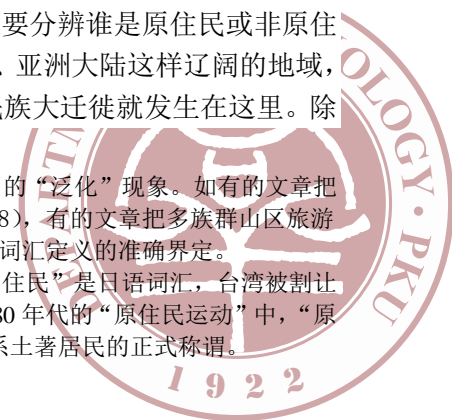 要分辨谁是原住民或非原住
亚洲大陆这样辽阔的地域，
族大迁徙就发生在这里。除
的“泛化”现象。如有的文章把
8），有的文章把多族群山区旅游
词汇定义的准确界定。
住民”是日语词汇，台湾被割让
80 年代的“原住民运动”中，“原
系土著居民的正式称谓。
OLOGY · PKU
1922